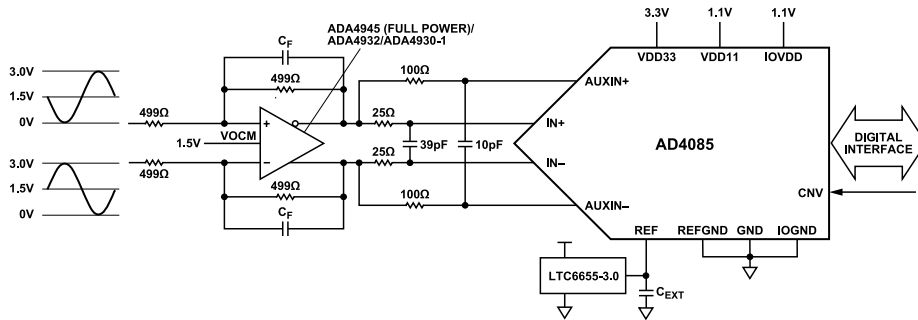 ADA4945 (FULL POWER)/
ADA4932/ADA4930-1
3.3V
1.1V
1.1V
CF
VDD33
VDD11
IOVDD
3.0V
1.5V
0V
499Ω
100Ω
AUXIN+
499Ω
25Ω
IN+
VOCM
1.5V
39pF
10pF
AD4085
DIGITAL
INTERFACE
3.0V
1.5V
0V
499Ω
25Ω
IN–
499Ω
100Ω
CNV
AUXIN–
CF
REF
REFGND
GND
IOGND
LTC6655-3.0
CEXT